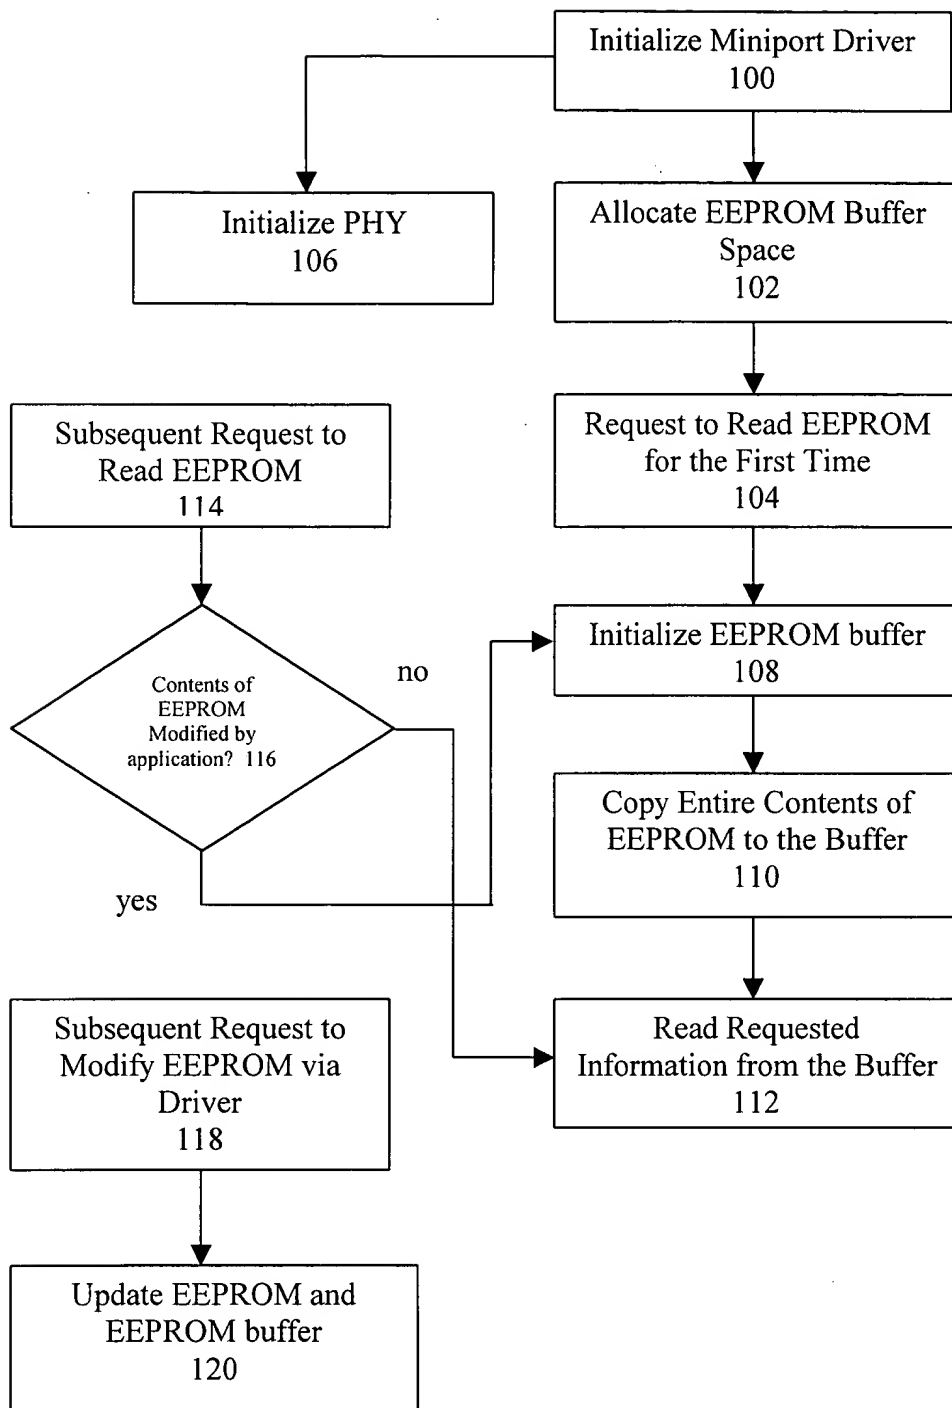 Initialize Miniport Driver
100
Initialize PHY
106
Allocate EEPROM Buffer
Space
102
Subsequent Request to
Read EEPROM
114
Request to Read EEPROM
for the First Time
104
Contents of
EEPROM
Modified by
application? 116
no
yes
Initialize EEPROM buffer
108
Copy Entire Contents of
EEPROM to the Buffer
110
Read Requested
Information from the Buffer
112
Subsequent Request to
Modify EEPROM via
Driver
118
Update EEPROM and
EEPROM buffer
120